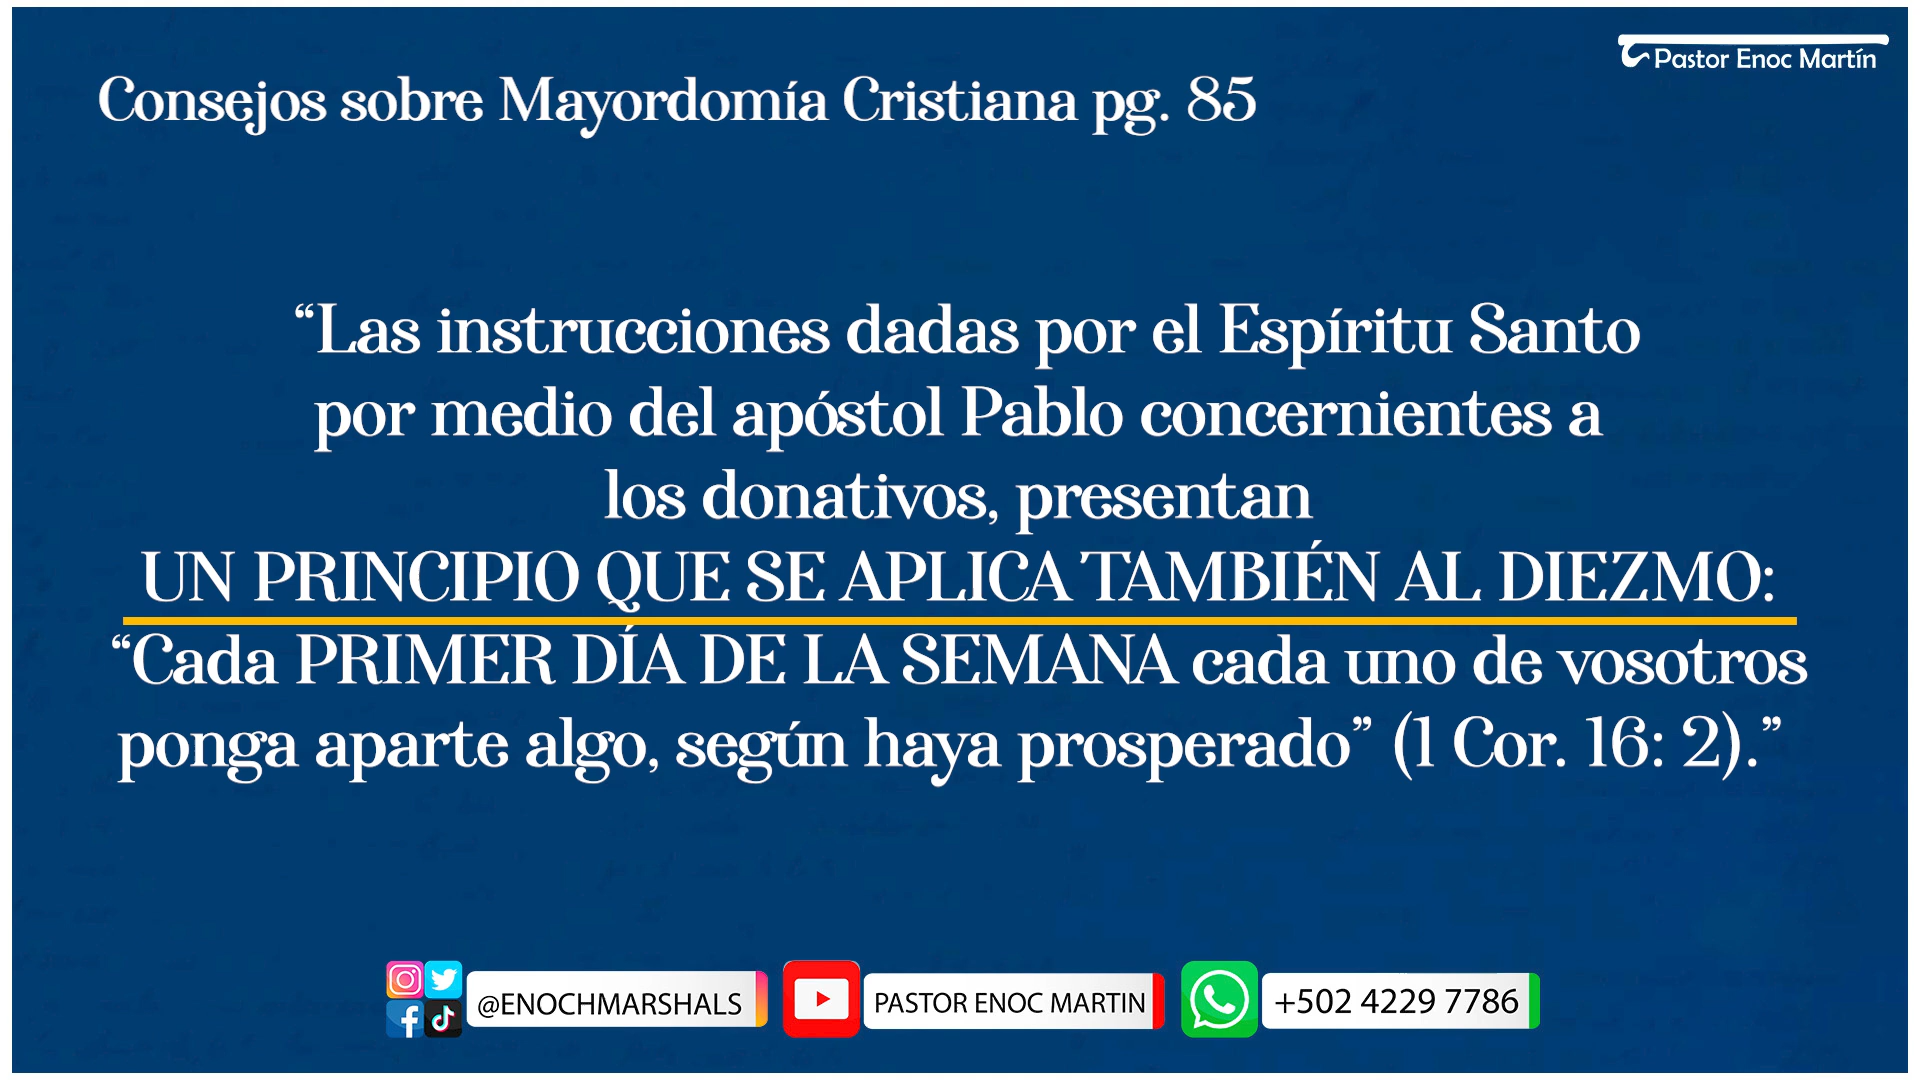 Pastor Enoc Martín
Consejos sobre Mayordomía Cristiana pg. 85
“Las instrucciones dadas por el Espíritu Santo
por medio del apóstol Pablo concernientes a
los donativos, presentan
UN PRINCIPIO QUE SE APLICA TAMBIÉN AL DIEZMO:
“Cada PRIMER DÍA DE LA SEMANA cada uno de vosotros
ponga aparte algo, según haya prosperado” (1 Cor. 16: 2).”
@ENOCHMARSHALS
PASTOR ENOC MARTIN
+502 4229 7786